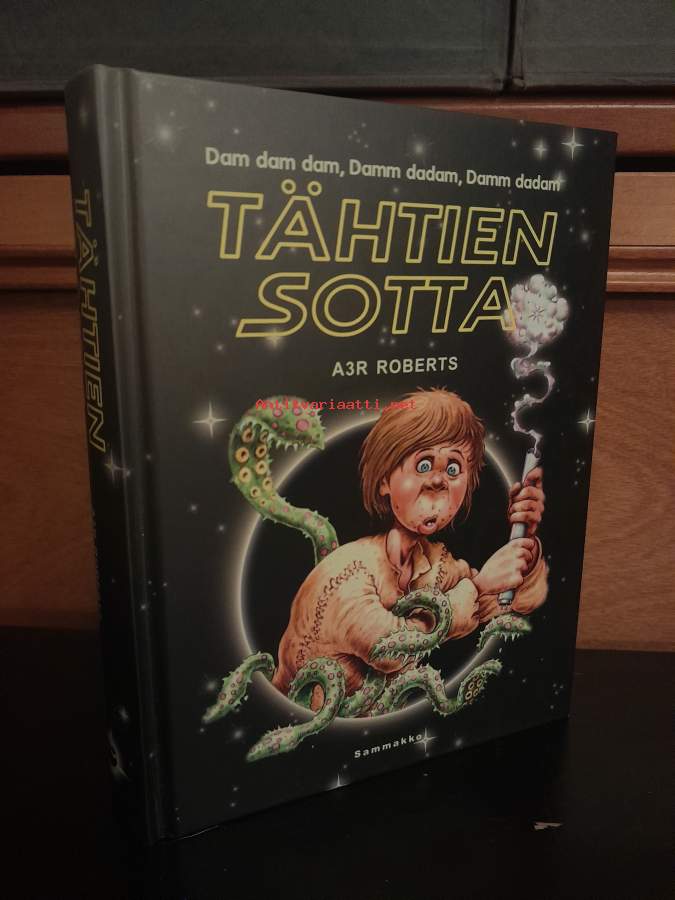 Dam dam dam, Damm dadam, Damm dadam
TÄHTIEN
SOTTA
A3R ROBERTS
Antikvariaatti.net
Sammakko
TÄHTIEN